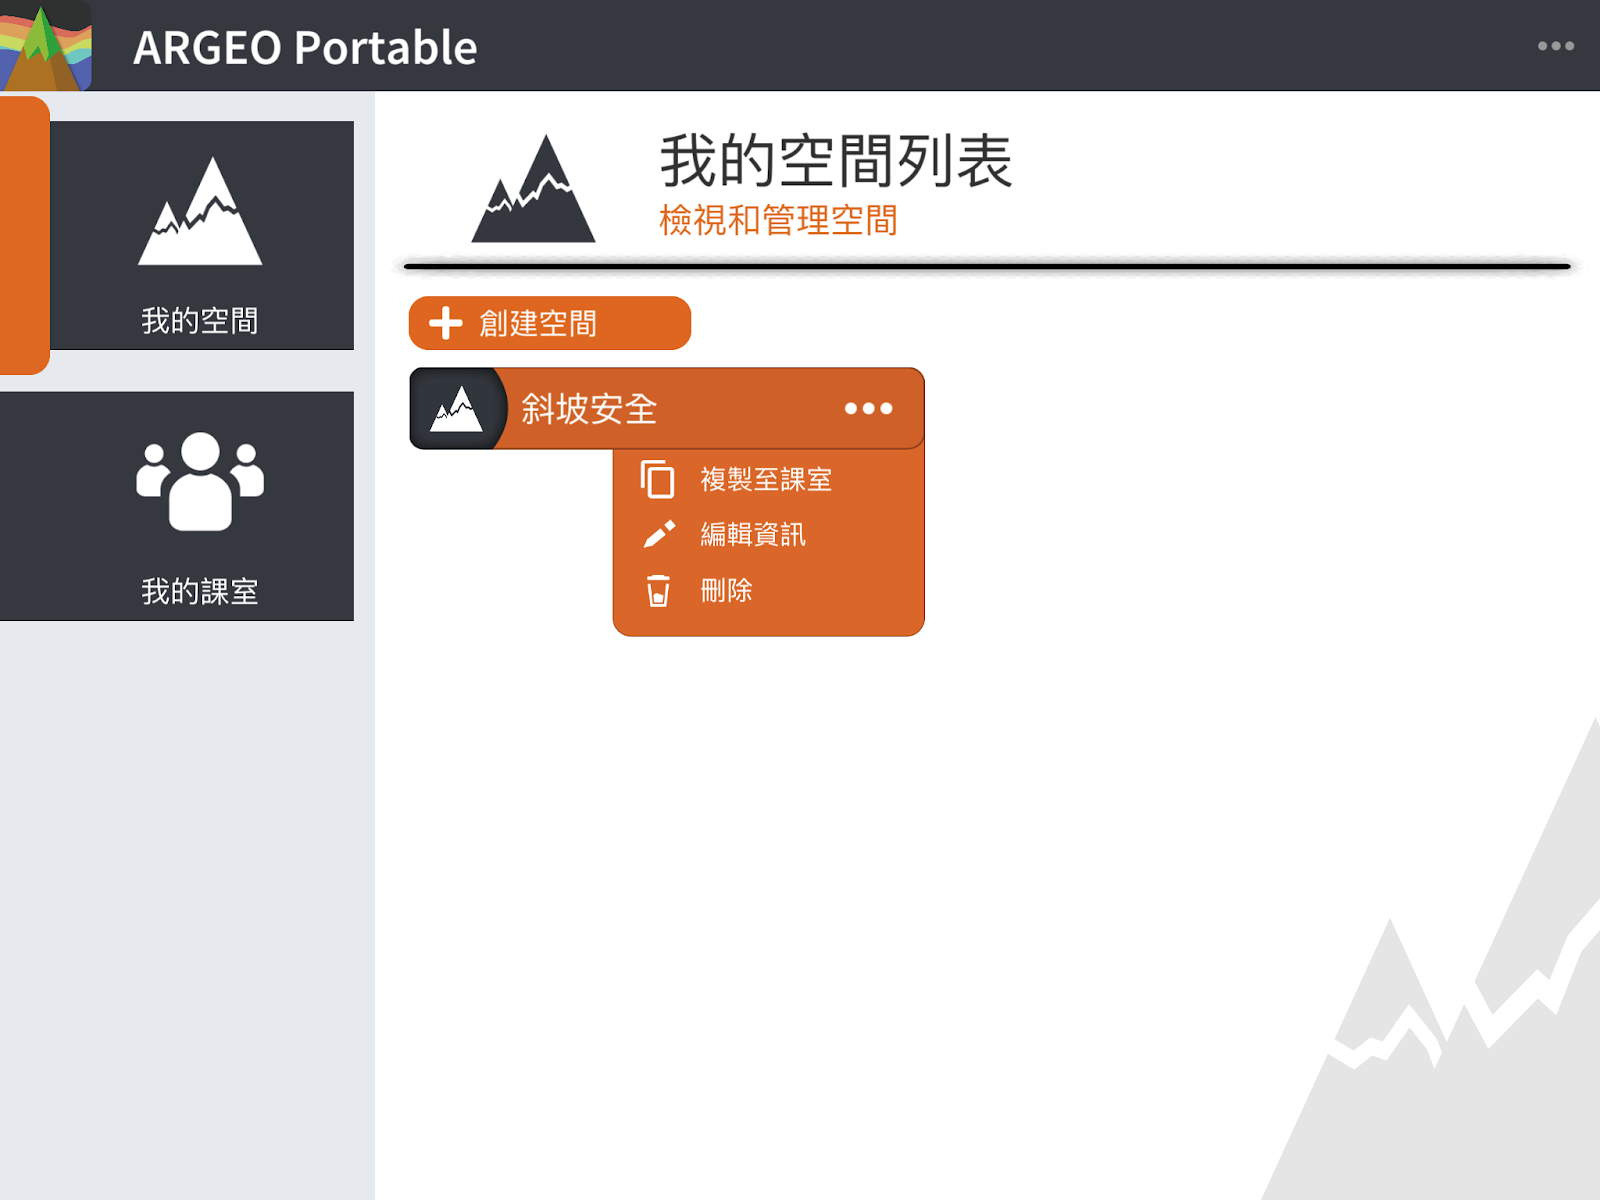 ARGEO Portable
我的空間
我的課室
我的空間列表
檢視和管理空間
創建空間
斜坡安全
複製至課室
編輯資訊
刪除